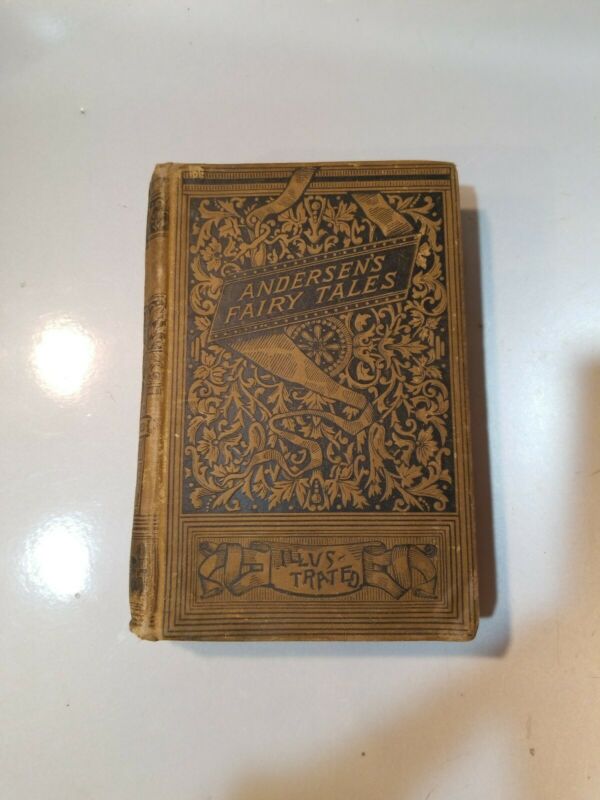 ANDERSEN'S
FAIRY TALES
ILLUS-
TRATED